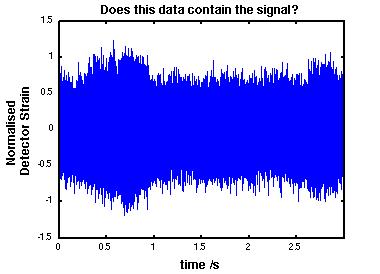 Does this data contain the signal?
1.5
1
0.5
0
-0.5
-1
-1.5
Normalised
Detector Strain
0 0.5 1 1.5 2 2.5
time /s